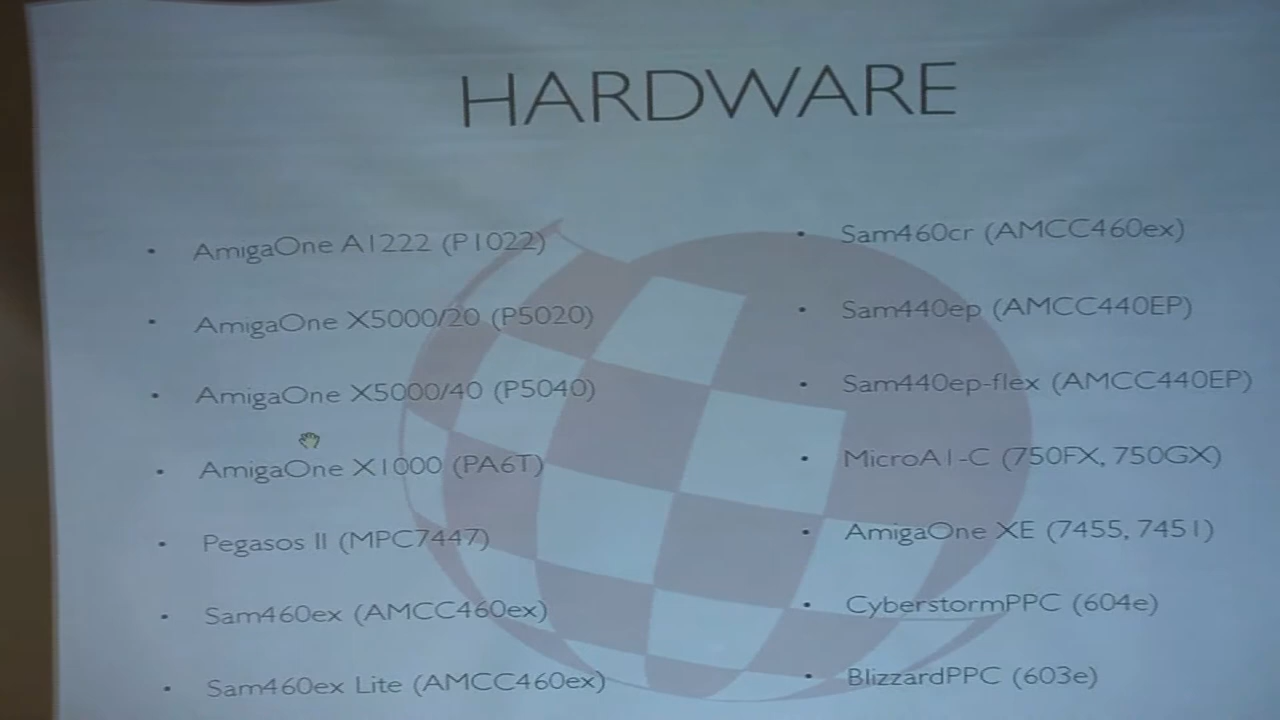 HARDWARE
• AmigaOne A1222 (P1022)
• AmigaOne X5000/20 (P5020)
• AmigaOne X5000/40 (P5040)
• AmigaOne X1000 (PA6T)
• Pegasos II (MPC7447)
• Sam460ex (AMCC460ex)
• Sam460ex Lite (AMCC460ex)
• Sam460cr (AMCC460ex)
• Sam440ep (AMCC440EP)
• Sam440ep-flex (AMCC440EP)
• MicroA1-C (750FX, 750GX)
• AmigaOne XE (7455, 7451)
• CyberstormPPC (604e)
• BlizzardPPC (603e)